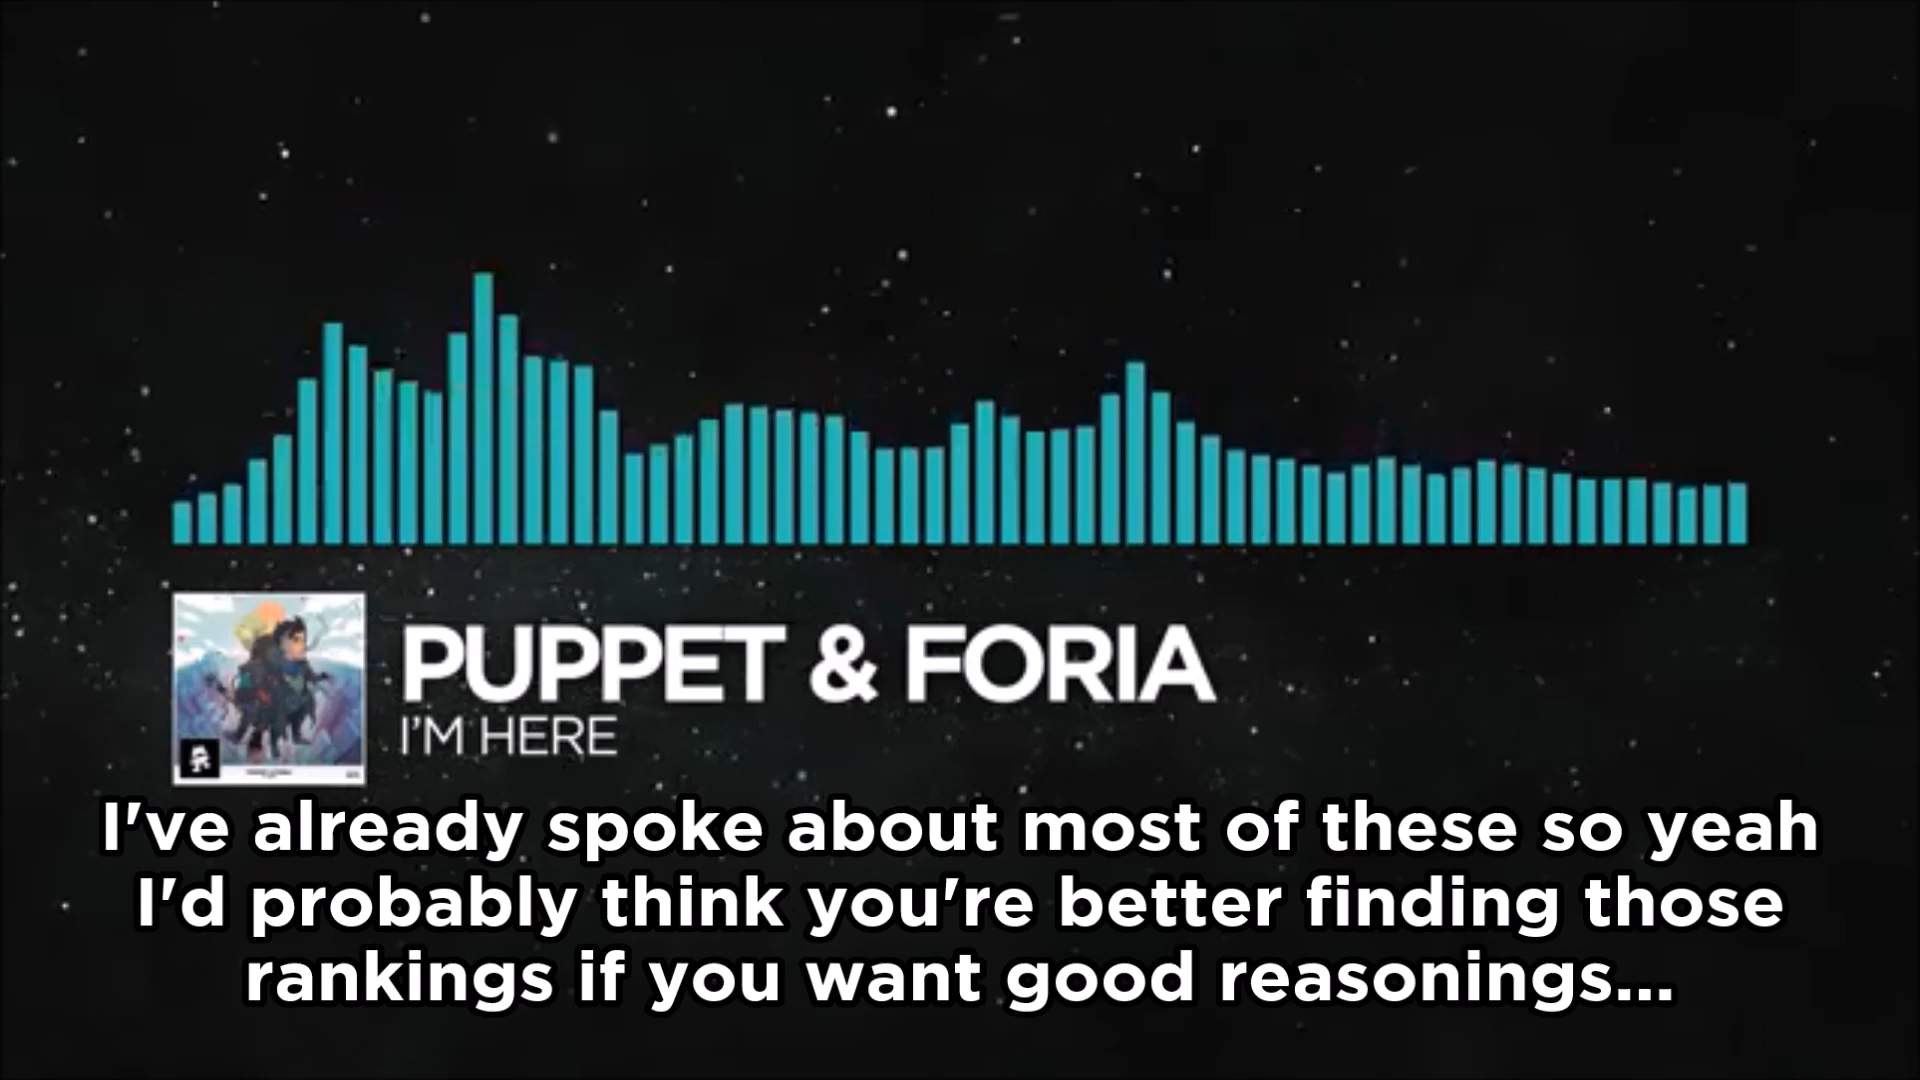 PUPPET & FORIA
I'M HERE
I've already spoke about most of these so yeah
I'd probably think you're better finding those
rankings if you want good reasonings...